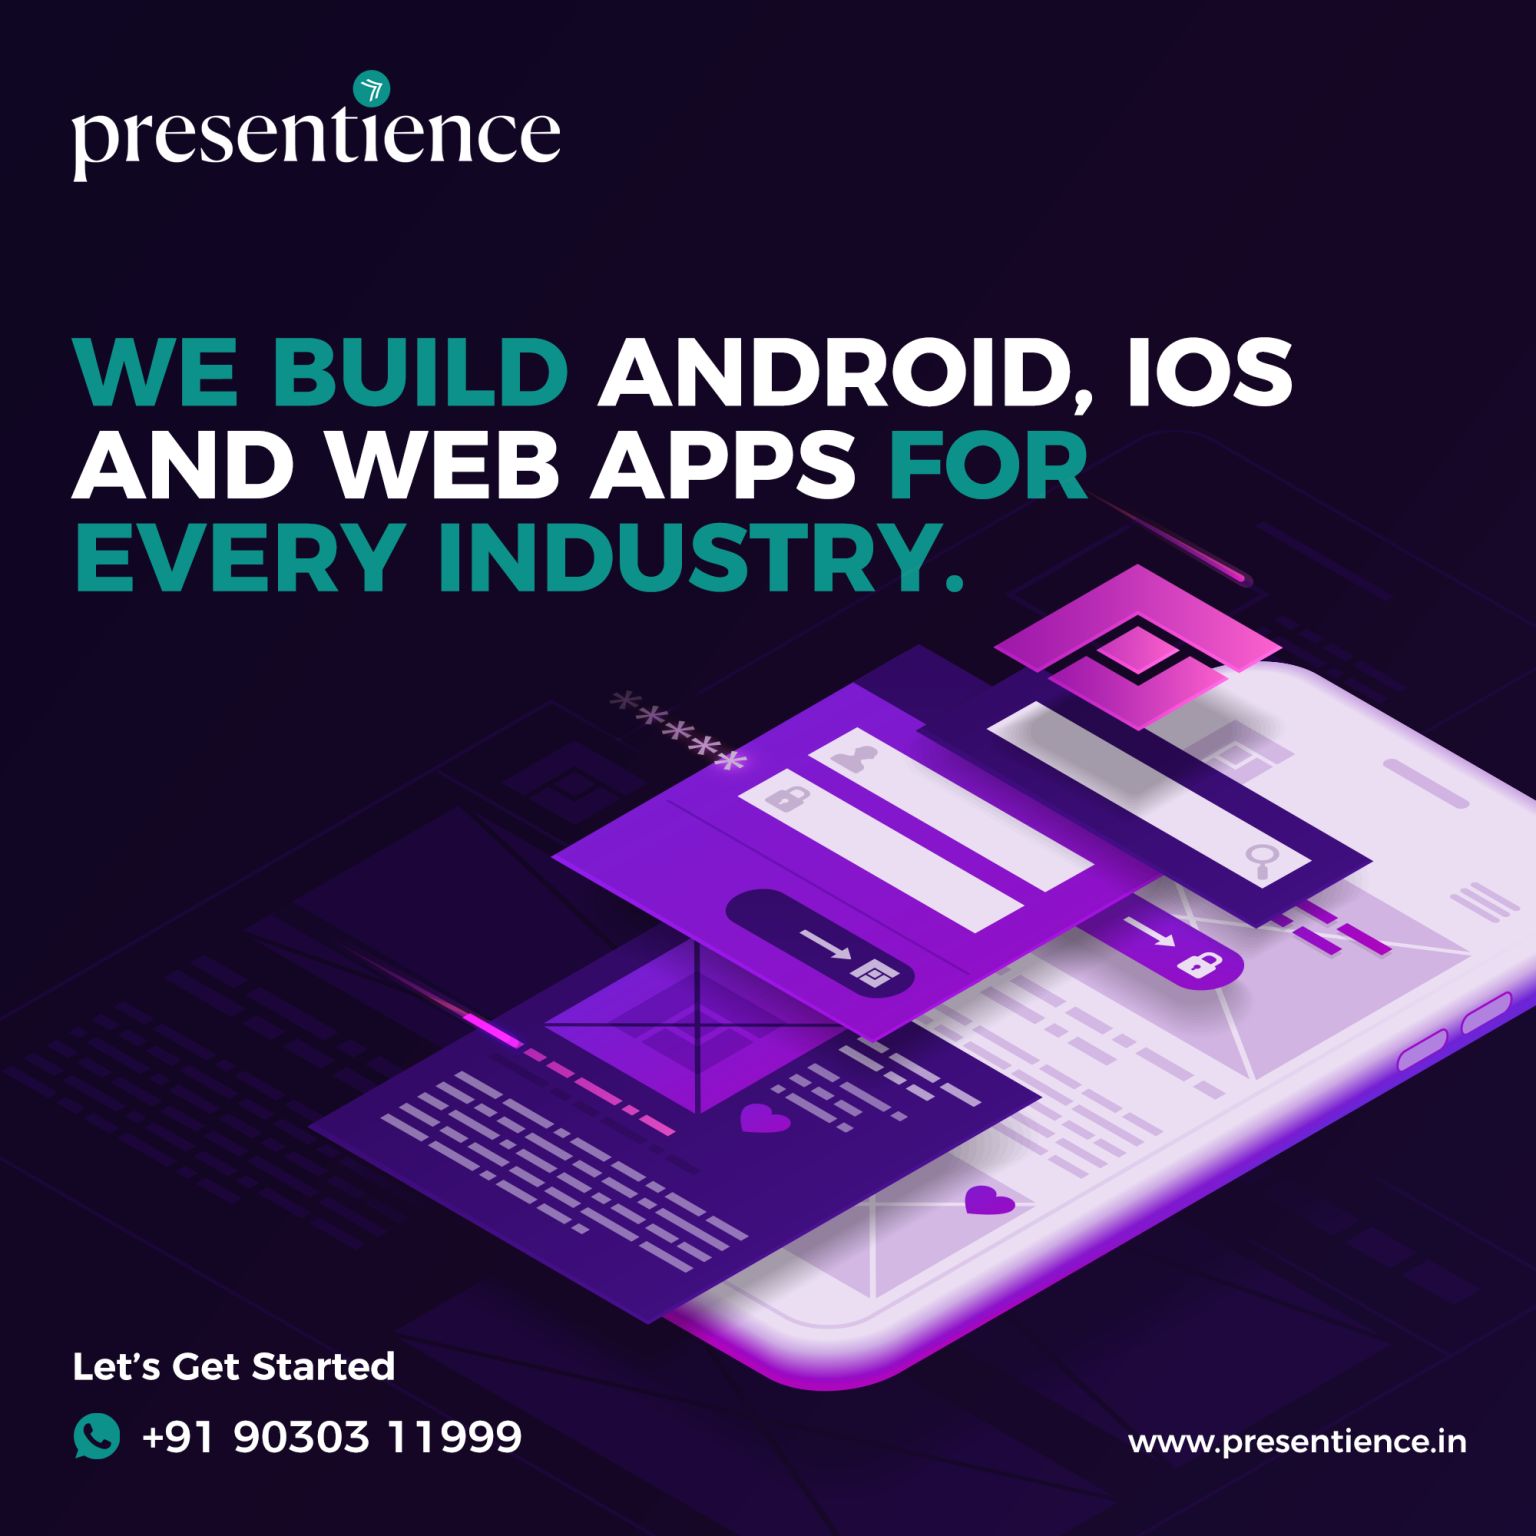 presentience
WE BUILD ANDROID, IOS
AND WEB APPS FOR
EVERY INDUSTRY.
*****
Let's Get Started
+91 90303 11999
www.presentience.in